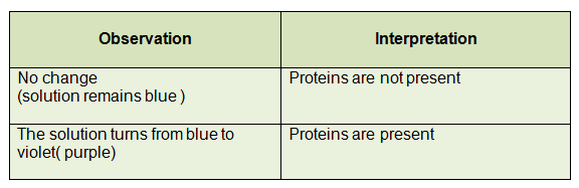 Observation
Interpretation
No change
(solution remains blue )
Proteins are not present
The solution turns from blue to
violet( purple)
Proteins are present